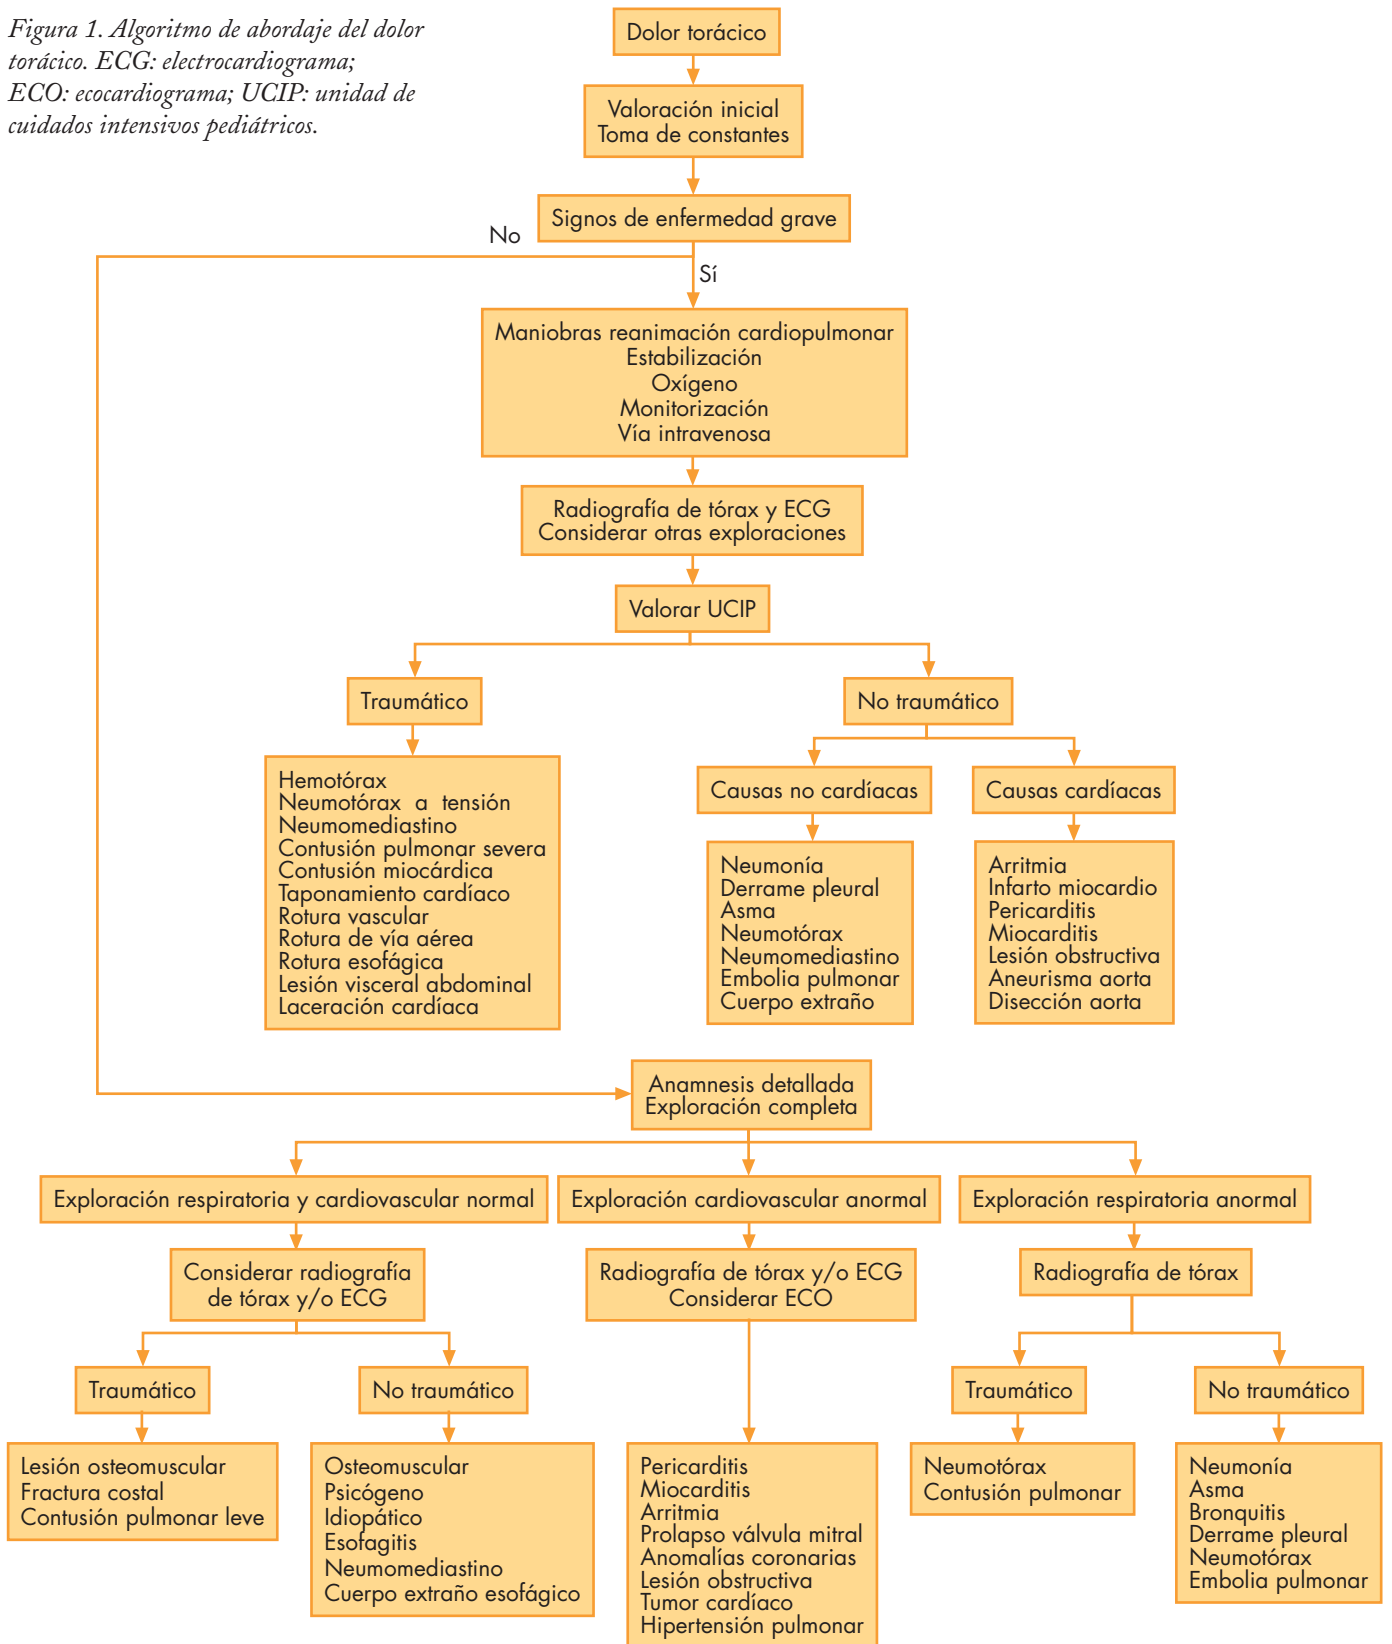 Figura 1. Algoritmo de abordaje del dolor
torácico. ECG: electrocardiograma;
ECO: ecocardiograma; UCIP: unidad de
cuidados intensivos pediátricos.
Dolor torácico
Valoración inicial
Toma de constantes
Signos de enfermedad grave
No
Sí
Maniobras reanimación cardiopulmonar
Estabilización
Oxígeno
Monitorización
Vía intravenosa
Radiografía de tórax y ECG
Considerar otras exploraciones
Valorar UCIP
Traumático
No traumático
Hemotórax
Neumotórax a tensión
Neumomediastino
Contusión pulmonar severa
Contusión miocárdica
Taponamiento cardíaco
Rotura vascular
Rotura de vía aérea
Rotura esofágica
Lesión visceral abdominal
Laceración cardíaca
Causas no cardíacas
Causas cardíacas
Neumonía
Derrame pleural
Asma
Neumotórax
Neumomediastino
Embolia pulmonar
Cuerpo extraño
Arritmia
Infarto miocardio
Pericarditis
Miocarditis
Lesión obstructiva
Aneurisma aorta
Disección aorta
Anamnesis detallada
Exploración completa
Exploración respiratoria y cardiovascular normal
Exploración cardiovascular anormal
Exploración respiratoria anormal
Considerar radiografía
de tórax y/o ECG
Radiografía de tórax y/o ECG
Considerar ECO
Radiografía de tórax
Traumático
No traumático
Traumático
No traumático
Lesión osteomuscular
Fractura costal
Contusión pulmonar leve
Osteomuscular
Psicógeno
Idiopático
Esofagitis
Neumomediastino
Cuerpo extraño esofágico
Pericarditis
Miocarditis
Arritmia
Prolapso válvula mitral
Anomalías coronarias
Lesión obstructiva
Tumor cardíaco
Hipertensión pulmonar
Neumotórax
Contusión pulmonar
Neumonía
Asma
Bronquitis
Derrame pleural
Neumotórax
Embolia pulmonar